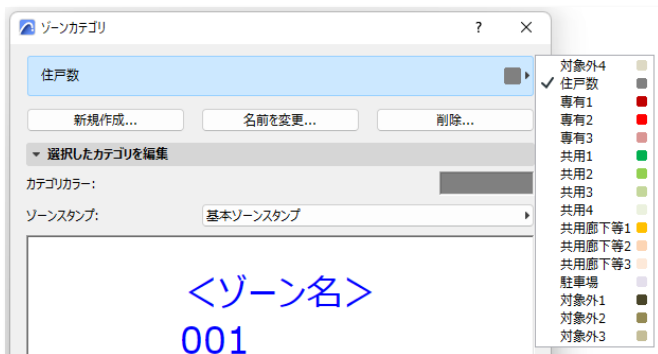 ゾーンカテゴリ
?
×
住戸数
新規作成...
名前を変更...
削除...
選択したカテゴリを編集
カテゴリカラー:
ゾーンスタンプ:
基本ゾーンスタンプ
<ゾーン名>
001
対象外4
住戸数
専有1
専有2
専有3
共用1
共用2
共用3
共用4
共用廊下等1
共用廊下等2
共用廊下等3
駐車場
対象外1
対象外2
対象外3